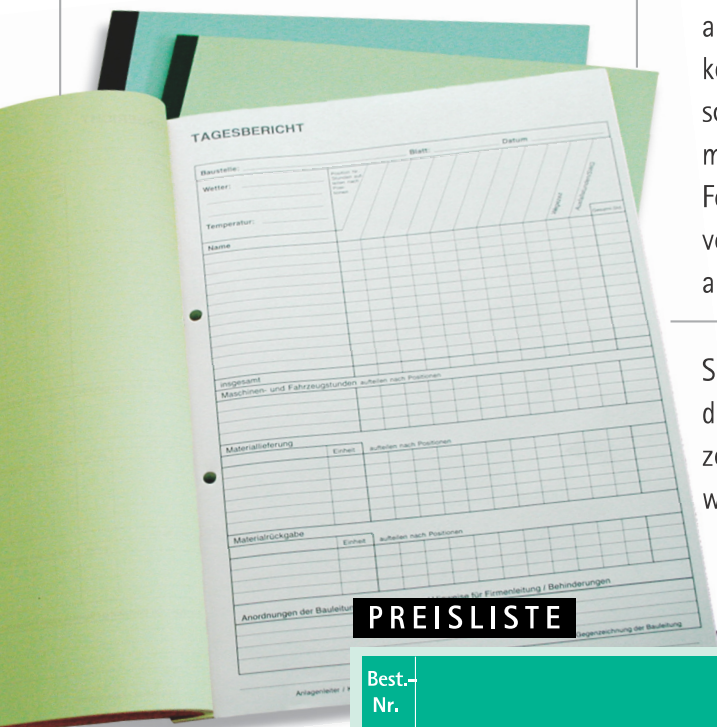 TAGESBERICHT
Baustelle: Blatt: Datum
Wetter:
Temperatur:
Name
insgesamt
Maschinen- und Fahrzeugstunden aufteilen nach Positionen
Materiallieferung Einheit aufteilen nach Positionen
Materialrückgabe Einheit aufteilen nach Positionen
Anordnungen der Bauleitung für Firmenleitung / Behinderungen
Gegenzeichnung der Bauleitung
Anlagenleiter /
PREISLISTE
Best.-
Nr.